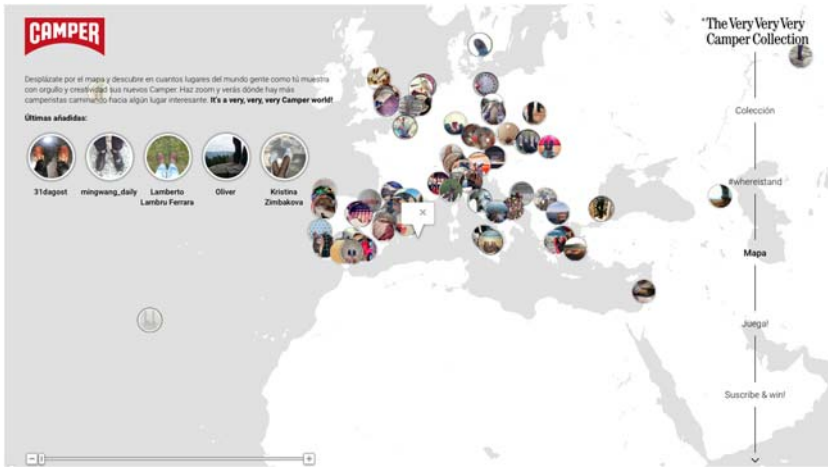 CAMPER
Desplázate por el mapa y descubre en cuantos lugares del mundo gente como tú muestra
con orgullo y creatividad sus nuevos Camper. Haz zoom y verás dónde hay más
camperistas caminando hacia algún lugar interesante. It's a very, very, very Camper world!
Últimas añadidas:
31dagost
mingwang_daily
Lamberto
Lambru Ferrara
Oliver
Kristina
Zimbakova
"The Very Very Very
Camper Collection
Colección
#whereistand
Mapa
Juega!
Suscribe & win!